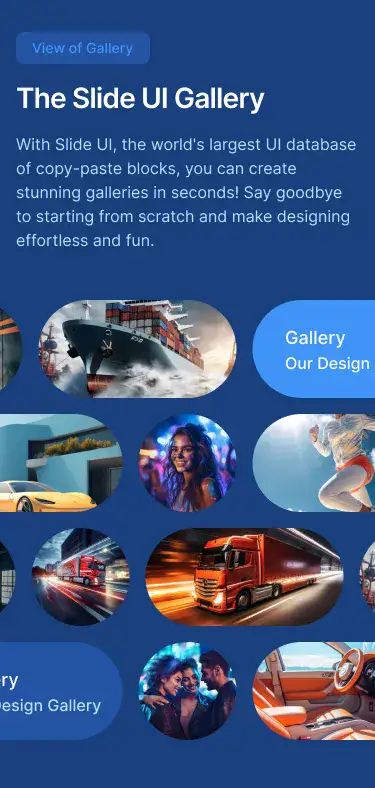 View of Gallery
The Slide UI Gallery
With Slide UI, the world's largest UI database
of copy-paste blocks, you can create
stunning galleries in seconds! Say goodbye
to starting from scratch and make designing
effortless and fun.
Gallery
Our Design
ery
Design Gallery